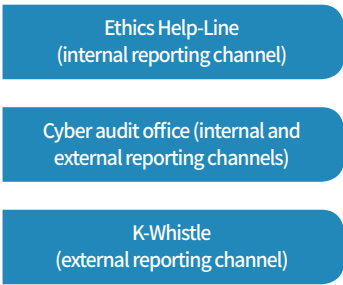 Ethics Help-Line
(internal reporting channel)
Cyber audit office (internal and
external reporting channels)
K-Whistle
(external reporting channel)